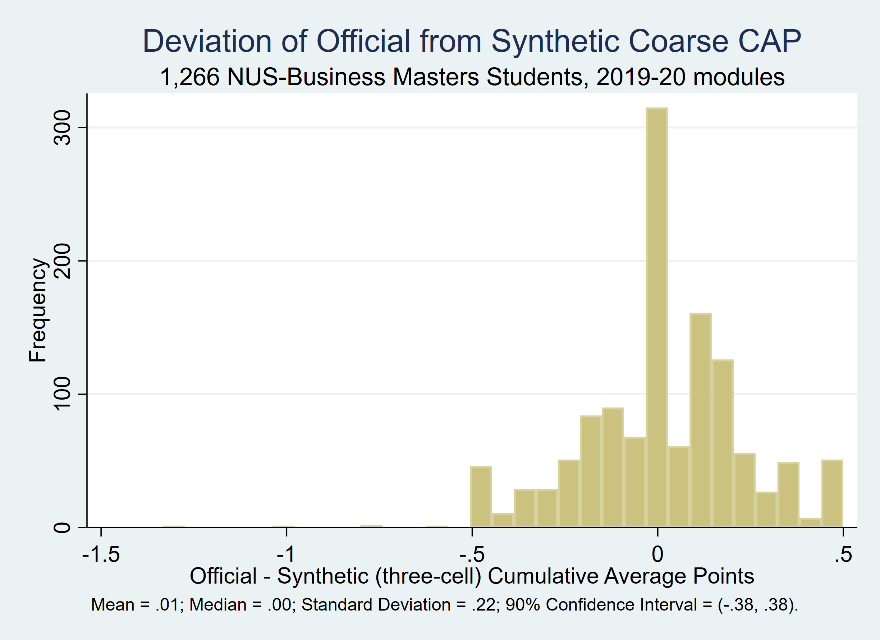 Deviation of Official from Synthetic Coarse CAP
1,266 NUS-Business Masters Students, 2019-20 modules
Frequency
300
200
100
0
-1.5 -1 -.5 0 .5
Official - Synthetic (three-cell) Cumulative Average Points
Mean = .01; Median = .00; Standard Deviation = .22; 90% Confidence Interval = (-.38, .38).